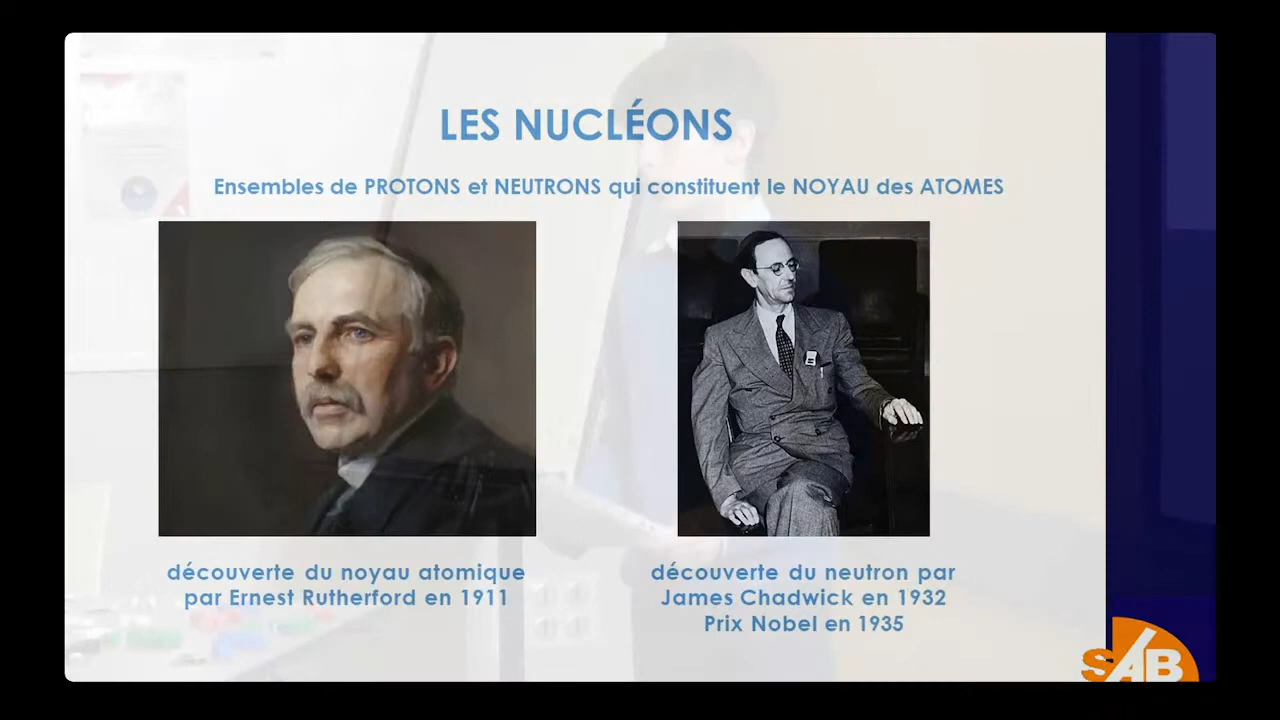 LES NUCLÉONS
Ensembles de PROTONS et NEUTRONS qui constituent le NOYAU des ATOMES
découverte du noyau atomique
par Ernest Rutherford en 1911
découverte du neutron par
James Chadwick en 1932
Prix Nobel en 1935
SAB